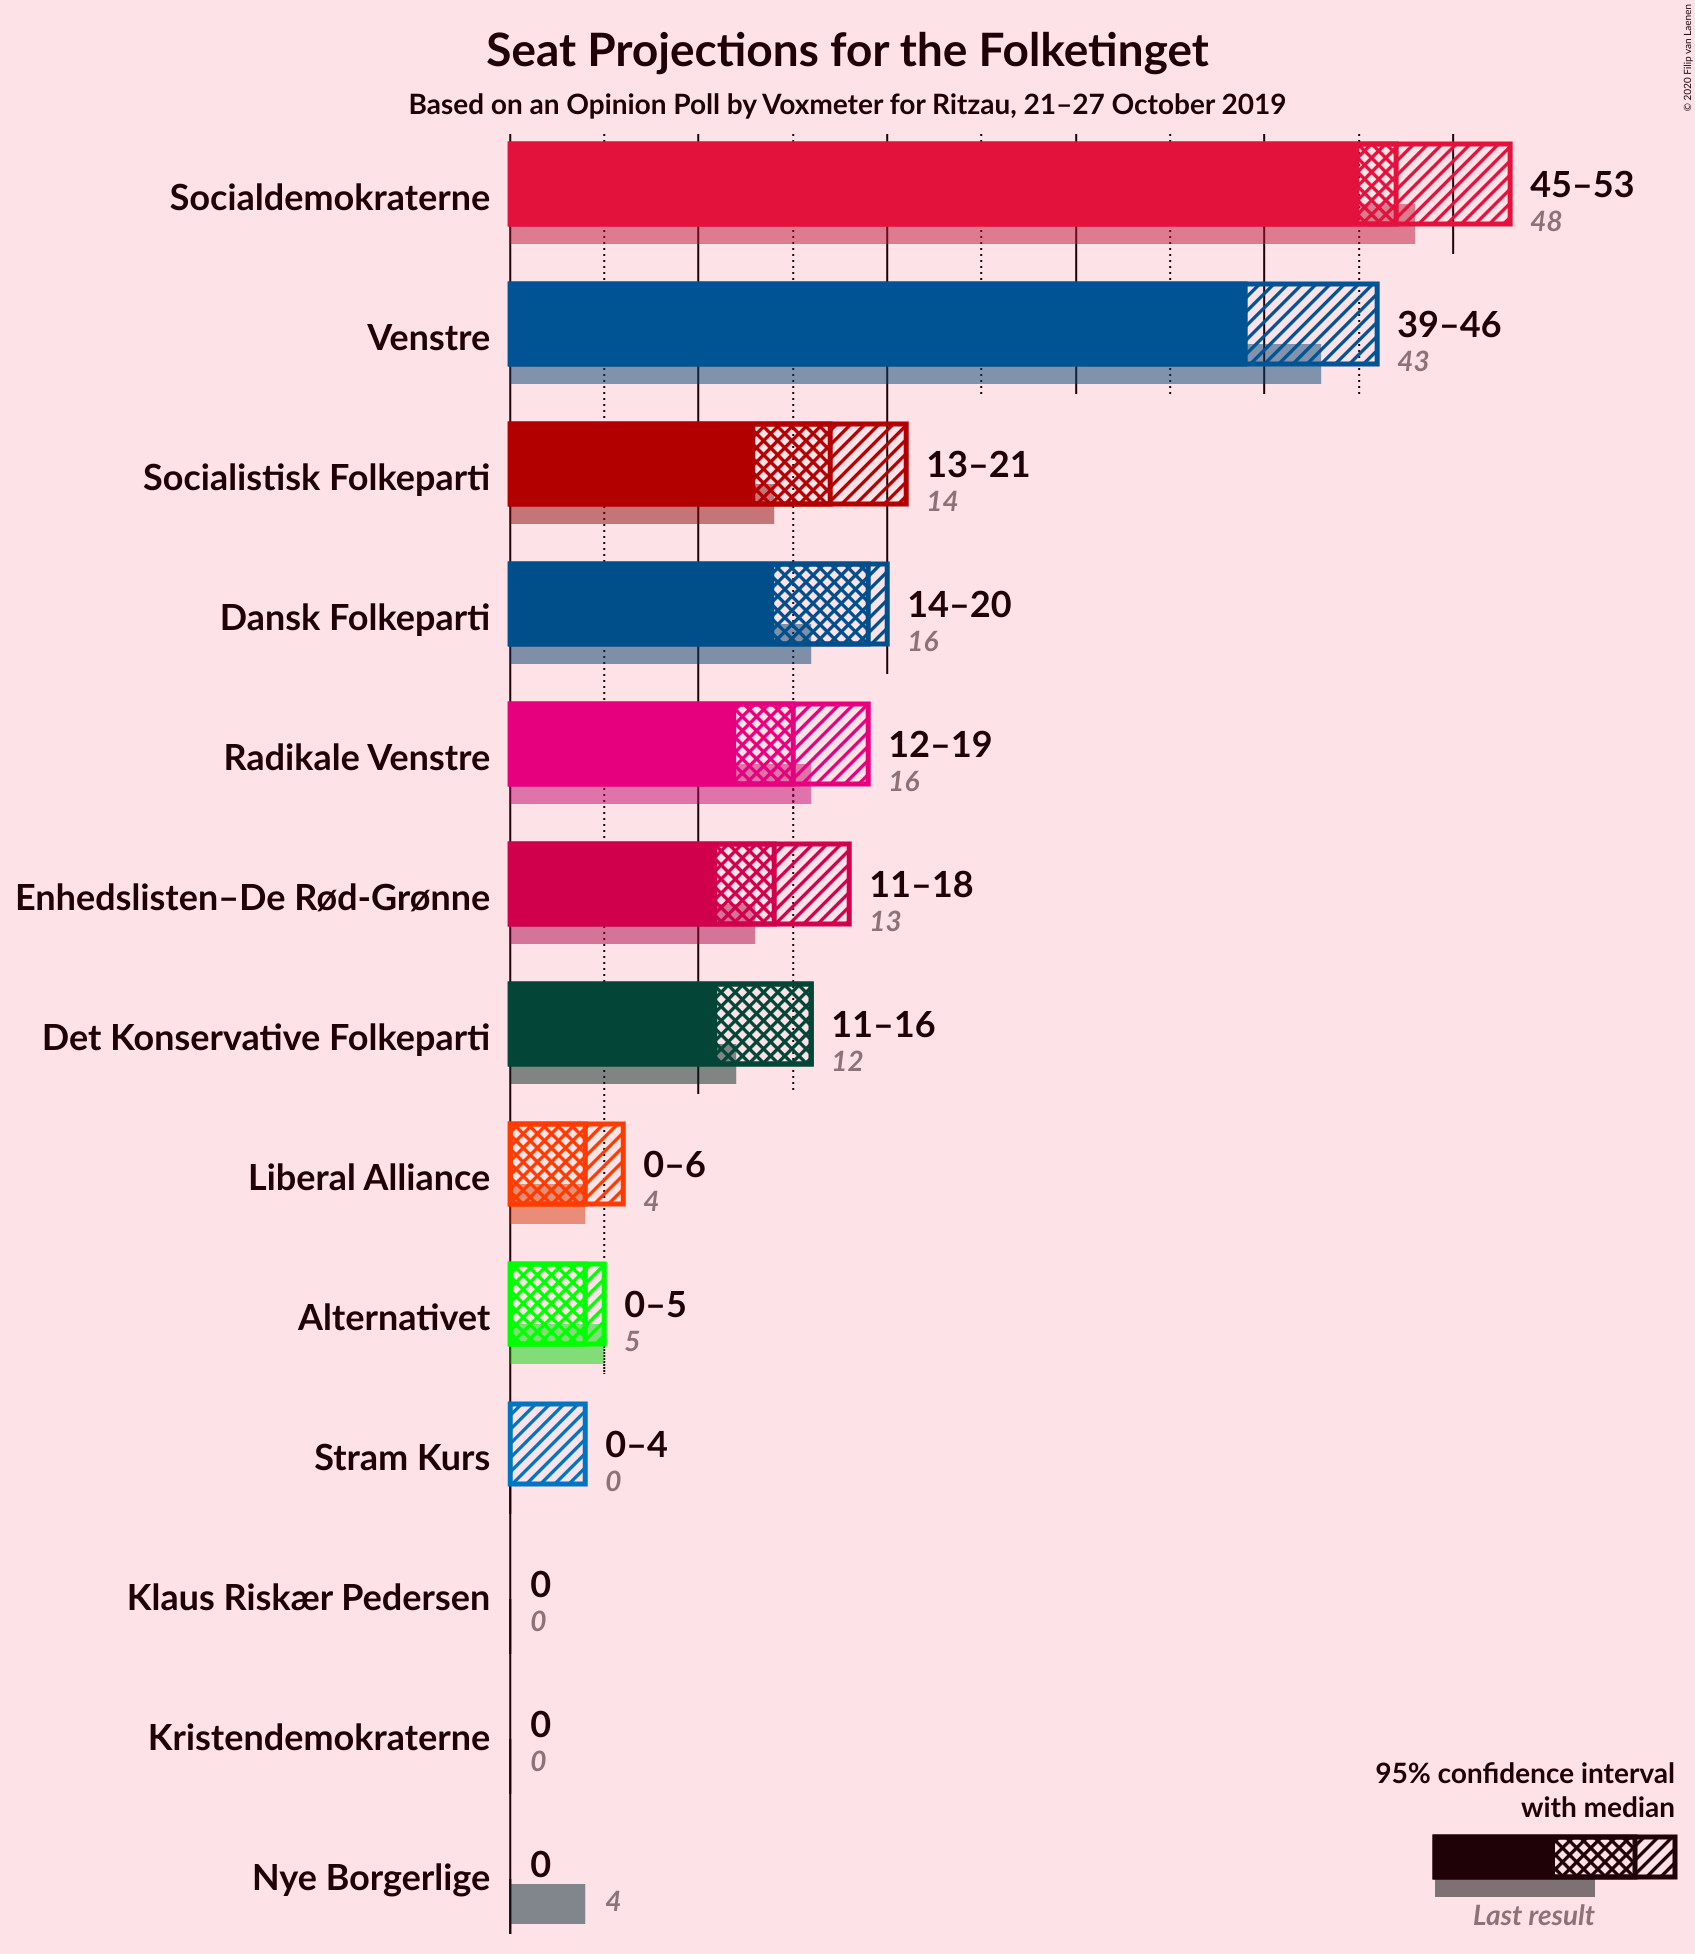 Seat Projections for the Folketinget
Based on an Opinion Poll by Voxmeter for Ritzau, 21–27 October 2019
© 2020 Filip van Laenen
Socialdemokraterne
45–53
48
Venstre
39–46
43
Socialistisk Folkeparti
13–21
14
Dansk Folkeparti
14–20
16
Radikale Venstre
12–19
16
Enhedslisten–De Rød-Grønne
11–18
13
Det Konservative Folkeparti
11–16
12
Liberal Alliance
0–6
4
Alternativet
0–5
5
Stram Kurs
0–4
0
Klaus Riskær Pedersen
0
0
Kristendemokraterne
0
0
Nye Borgerlige
0
4
95% confidence interval
with median
Last result